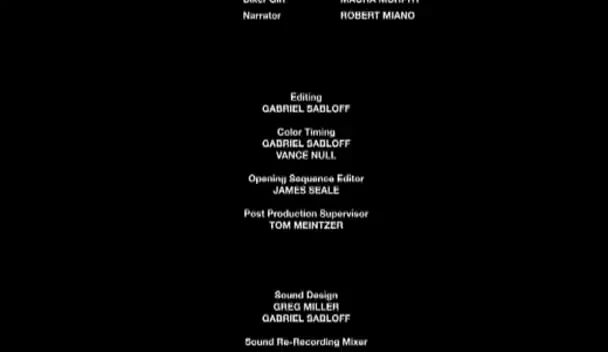 Narrator ROBERT MIANO
Editing
GABRIEL SABLOFF
Color Timing
GABRIEL SABLOFF
VANCE NULL
Opening Sequence Editor
JAMES SEALE
Post Production Supervisor
TOM MEINTZER
Sound Design
GREG MILLER
GABRIEL SABLOFF
Sound Re-Recording Mixer